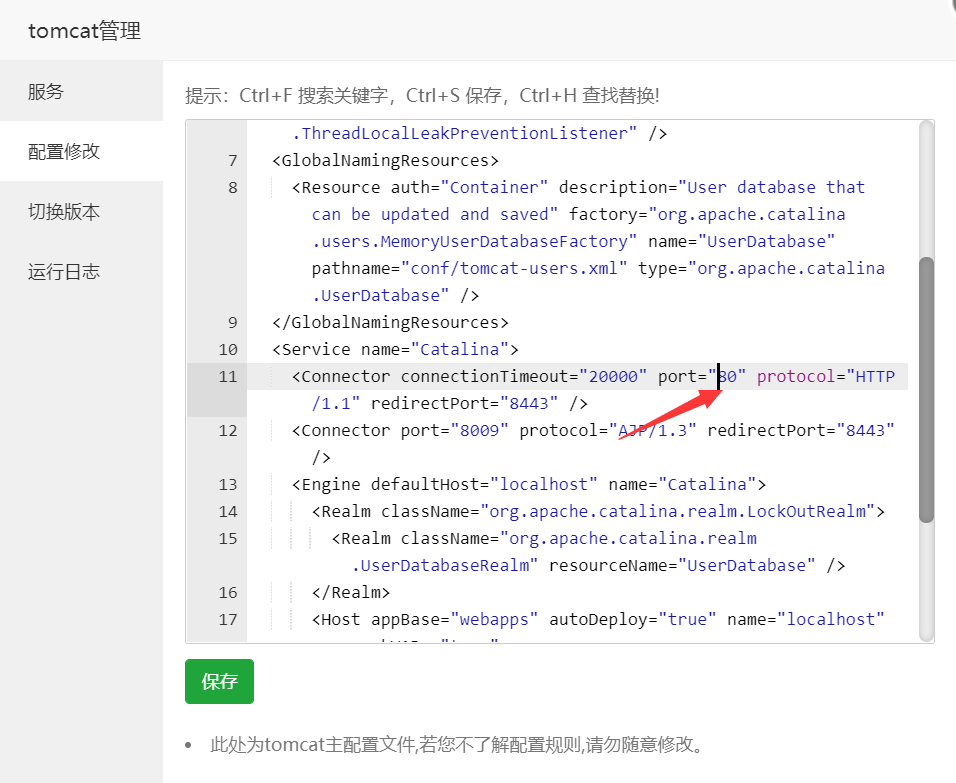 tomcat管理
服务
配置修改
切换版本
运行日志
提示：Ctrl+F 搜索关键字，Ctrl+S 保存，Ctrl+H 查找替换!
.ThreadLocalLeakPreventionListener" />
7 <GlobalNamingResources>
8 <Resource auth="Container" description="User database that
can be updated and saved" factory="org.apache.catalina
.users.MemoryUserDatabaseFactory" name="UserDatabase"
pathname="conf/tomcat-users.xml" type="org.apache.catalina
.UserDatabase" />
9 </GlobalNamingResources>
10 <Service name="Catalina">
11 <Connector connectionTimeout="20000" port="80" protocol="HTTP
/1.1" redirectPort="8443" />
12 <Connector port="8009" protocol="AJP/1.3" redirectPort="8443"
/>
13 <Engine defaultHost="localhost" name="Catalina">
14 <Realm className="org.apache.catalina.realm.LockOutRealm">
15 <Realm className="org.apache.catalina.realm
.UserDatabaseRealm" resourceName="UserDatabase" />
16 </Realm>
17 <Host appBase="webapps" autoDeploy="true" name="localhost"
保存
• 此处为tomcat主配置文件,若您不了解配置规则,请勿随意修改。